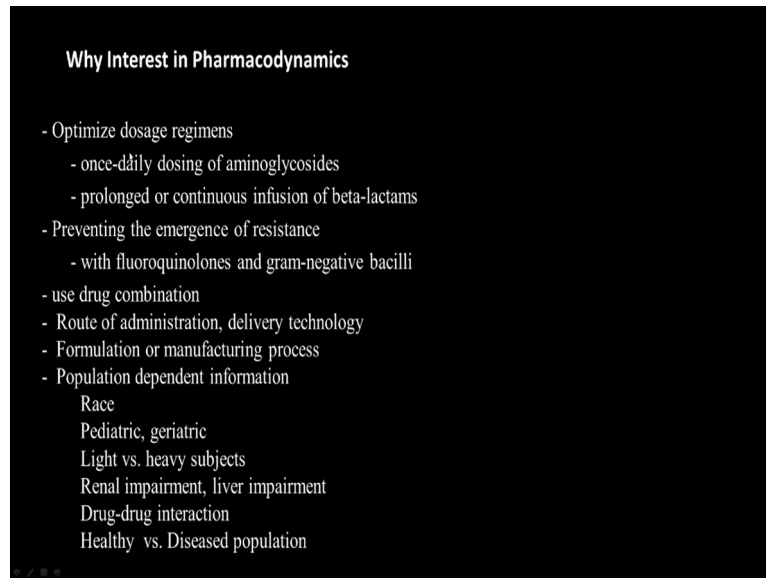 Why Interest in Pharmacodynamics
- Optimize dosage regimens
- once-daily dosing of aminoglycosides
- prolonged or continuous infusion of beta-lactams
- Preventing the emergence of resistance
- with fluoroquinolones and gram-negative bacilli
- use drug combination
- Route of administration, delivery technology
- Formulation or manufacturing process
- Population dependent information
Race
Pediatric, geriatric
Light vs. heavy subjects
Renal impairment, liver impairment
Drug-drug interaction
Healthy vs. Diseased population